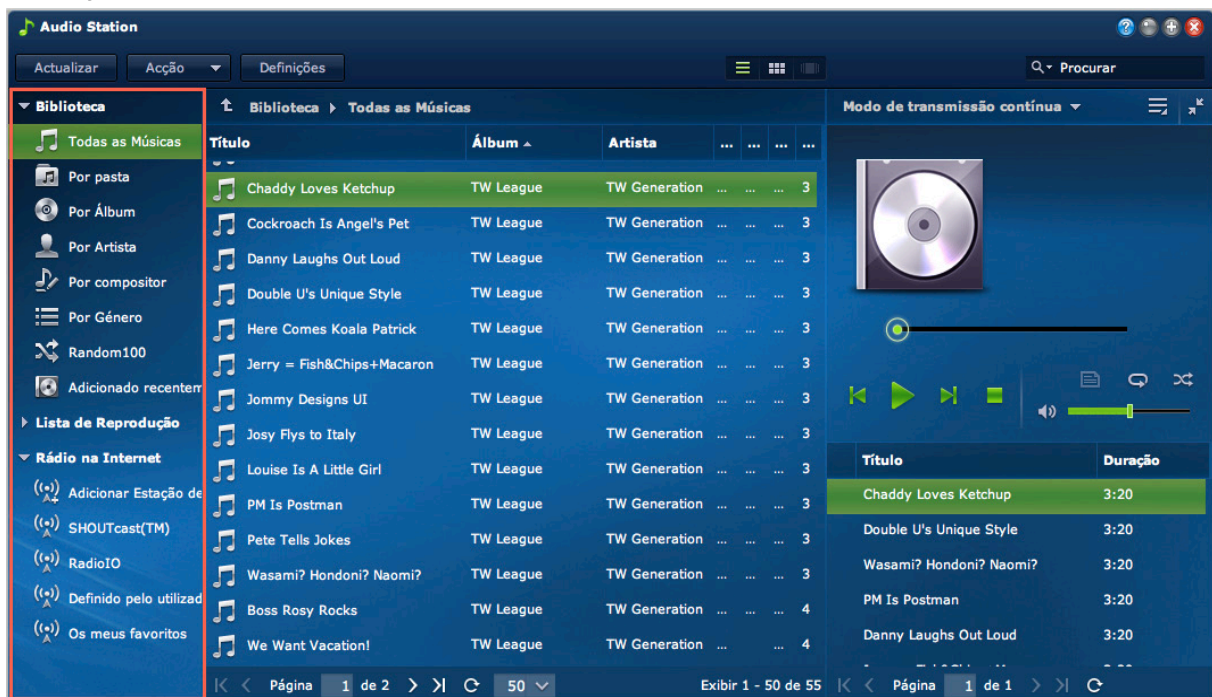 Audio Station
Actualizar Acção Definições Procurar
Biblioteca
Todas as Músicas
Por pasta
Por Álbum
Por Artista
Por compositor
Por Género
Random100
Adicionado recentem
Lista de Reprodução
Rádio na Internet
Adicionar Estação de
SHOUTcast(TM)
RadioIO
Definido pelo utilizad
Os meus favoritos
Biblioteca Todas as Músicas
Título Álbum Artista ... ... ... ...
Chaddy Loves Ketchup TW League TW Generation ... ... ... 3
Cockroach Is Angel's Pet TW League TW Generation ... ... ... 3
Danny Laughs Out Loud TW League TW Generation ... ... ... 3
Double U's Unique Style TW League TW Generation ... ... ... 3
Here Comes Koala Patrick TW League TW Generation ... ... ... 3
Jerry = Fish&Chips+Macaron TW League TW Generation ... ... ... 3
Jommy Designs UI TW League TW Generation ... ... ... 3
Josy Flys to Italy TW League TW Generation ... ... ... 3
Louise Is A Little Girl TW League TW Generation ... ... ... 3
PM Is Postman TW League TW Generation ... ... ... 3
Pete Tells Jokes TW League TW Generation ... ... ... 3
Wasami? Hondoni? Naomi? TW League TW Generation ... ... ... 3
Boss Rosy Rocks TW League TW Generation ... ... ... 4
We Want Vacation! TW League TW Generation ... ... 4
Página 1 de 2 50 Exibir 1 - 50 de 55
Modo de transmissão contínua
Título Duração
Chaddy Loves Ketchup 3:20
Double U's Unique Style 3:20
Wasami? Hondoni? Naomi? 3:20
PM Is Postman 3:20
Danny Laughs Out Loud 3:20
Página 1 de 1